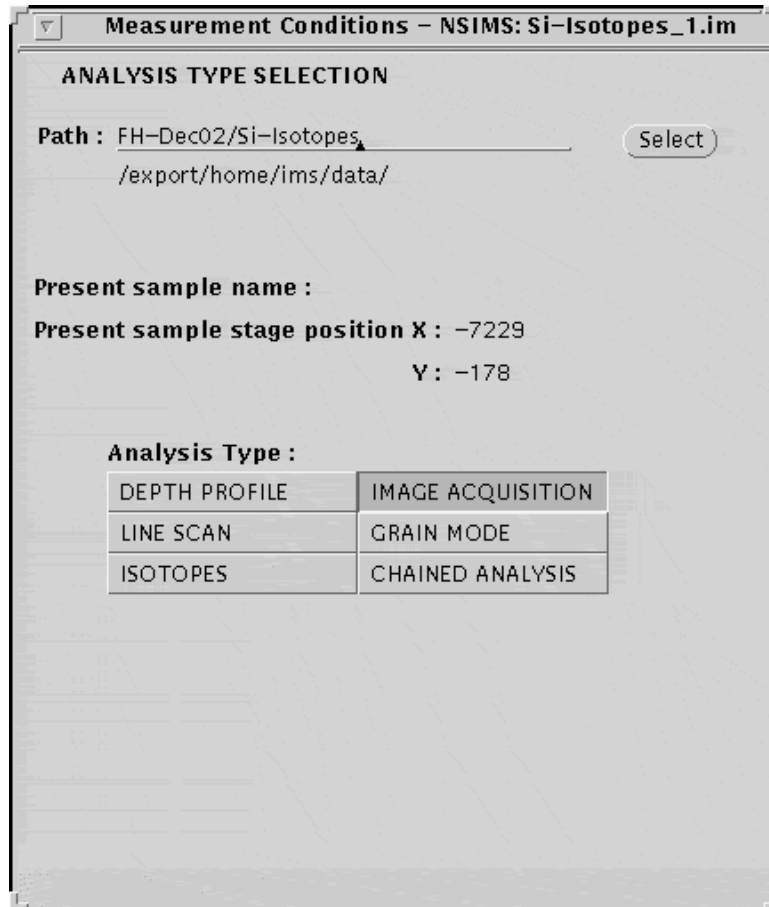 Measurement Conditions – NSIMS: Si–Isotopes_1.im
ANALYSIS TYPE SELECTION
Path : FH–Dec02/Si–Isotopes Select
/export/home/ims/data/
Present sample name :
Present sample stage position X : –7229
Y : –178
Analysis Type :
DEPTH PROFILE IMAGE ACQUISITION
LINE SCAN GRAIN MODE
ISOTOPES CHAINED ANALYSIS